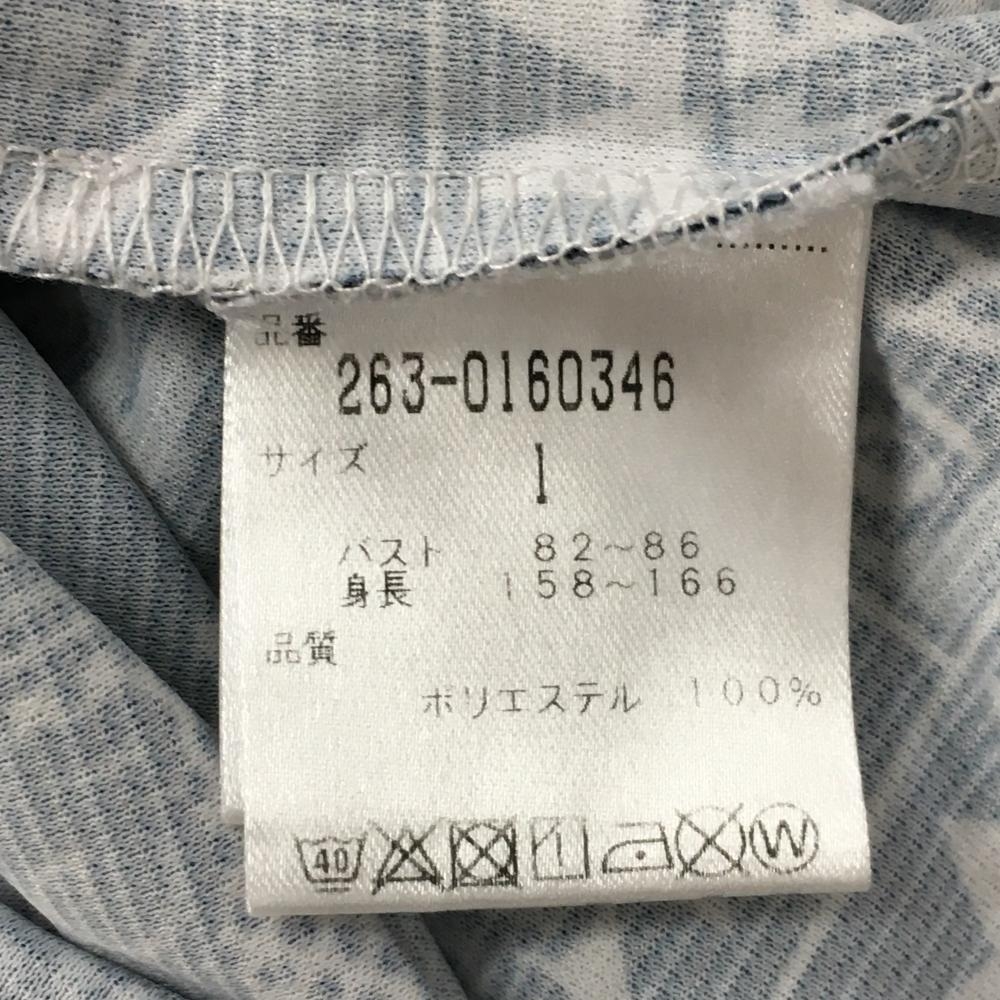 品番
263-0160346
サイズ 1
バスト 82~86
身長 158~166
品質
ポリエステル 100%
40 W